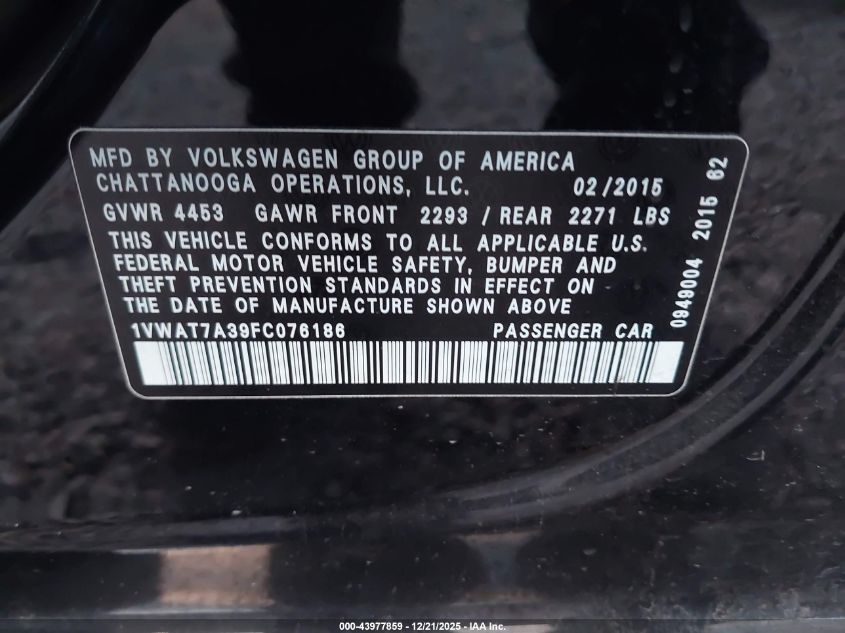 MFD BY VOLKSWAGEN GROUP OF AMERICA
CHATTANOOGA OPERATIONS, LLC. 02/2015
GVWR 4453 GAWR FRONT 2293 / REAR 2271 LBS
THIS VEHICLE CONFORMS TO ALL APPLICABLE U.S.
FEDERAL MOTOR VEHICLE SAFETY, BUMPER AND
THEFT PREVENTION STANDARDS IN EFFECT ON
THE DATE OF MANUFACTURE SHOWN ABOVE
1VWAT7A39FC076186 PASSENGER CAR
0949004 2015 62
000-43977859 - 12/21/2025 - IAA Inc.